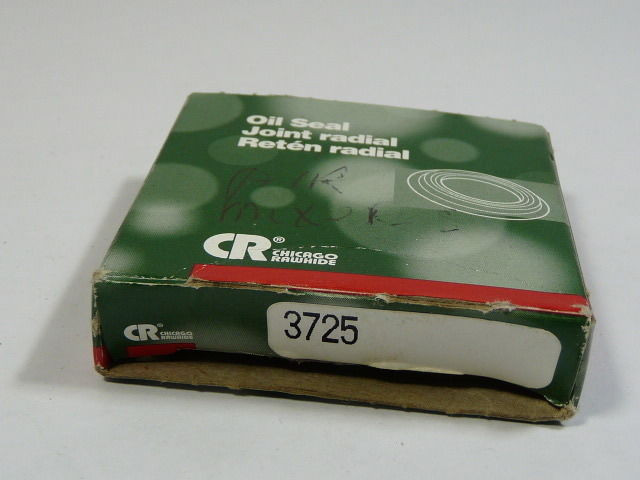 Oil Seal
Joint radial
Retén radial
CR®
CHICAGO
RAWHIDE
CR®
CHICAGO
RAWHIDE
3725